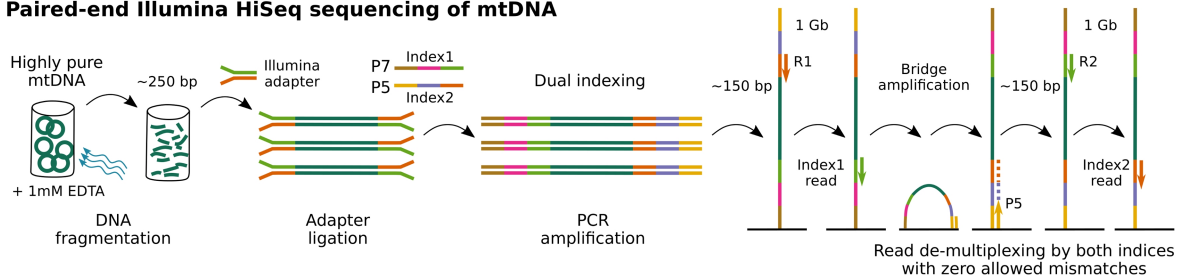 Paired-end Illumina HiSeq sequencing of mtDNA
Highly pure
mtDNA
+ 1mM EDTA
~250 bp
DNA
fragmentation
Illumina
adapter
Adapter
ligation
P7
Index1
P5
Index2
Dual indexing
PCR
amplification
~150 bp
1 Gb
R1
Index1
read
Bridge
amplification
P5
~150 bp
1 Gb
R2
Index2
read
Read de-multiplexing by both indices
with zero allowed mismatches